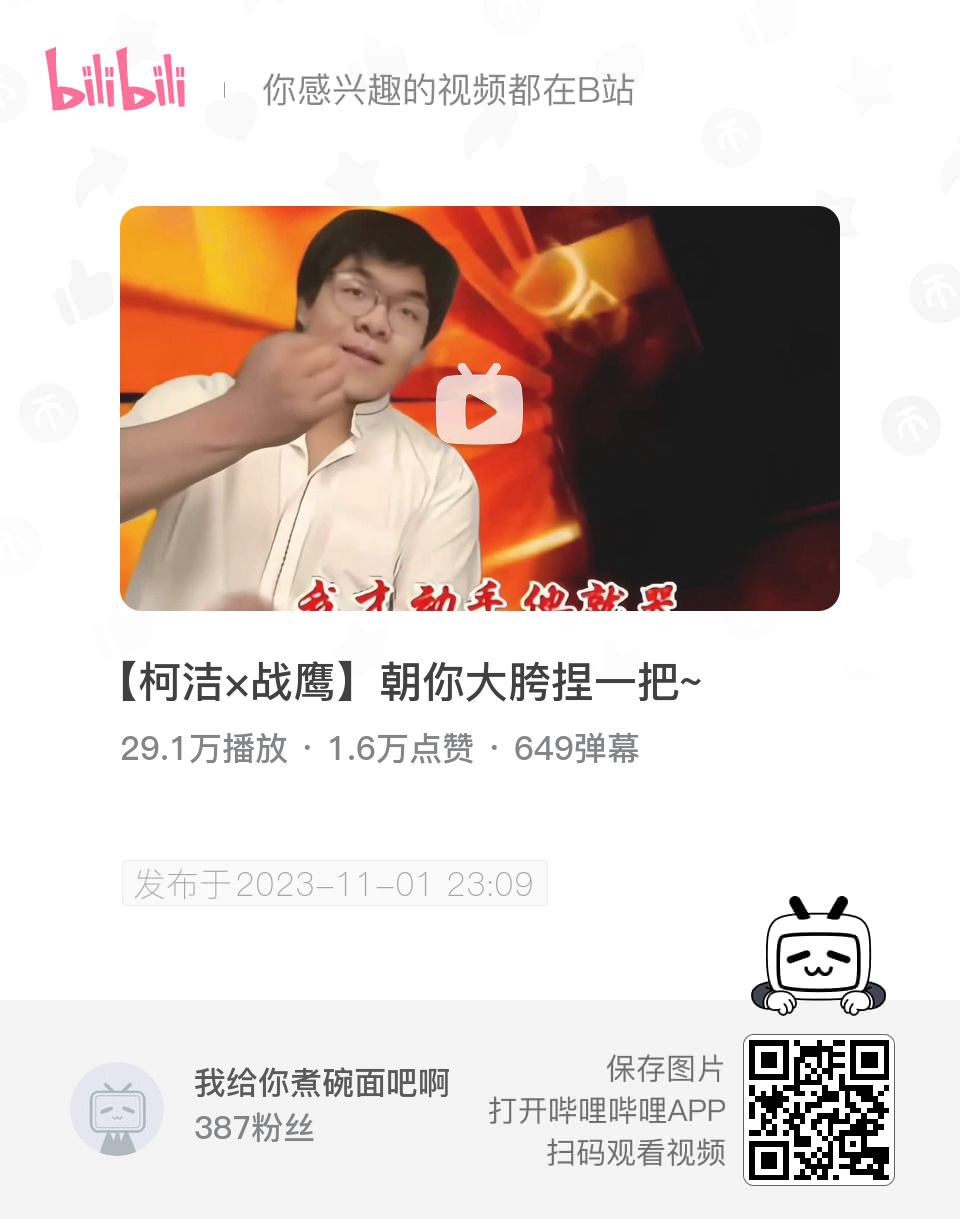 bilibili
你感兴趣的视频都在B站
我才动手他就哭
【柯洁×战鹰】朝你大胯捏一把~
29.1万播放 · 1.6万点赞 · 649弹幕
发布于2023-11-01 23:09
我给你煮碗面吧啊
387粉丝
保存图片
打开哔哩哔哩APP
扫码观看视频